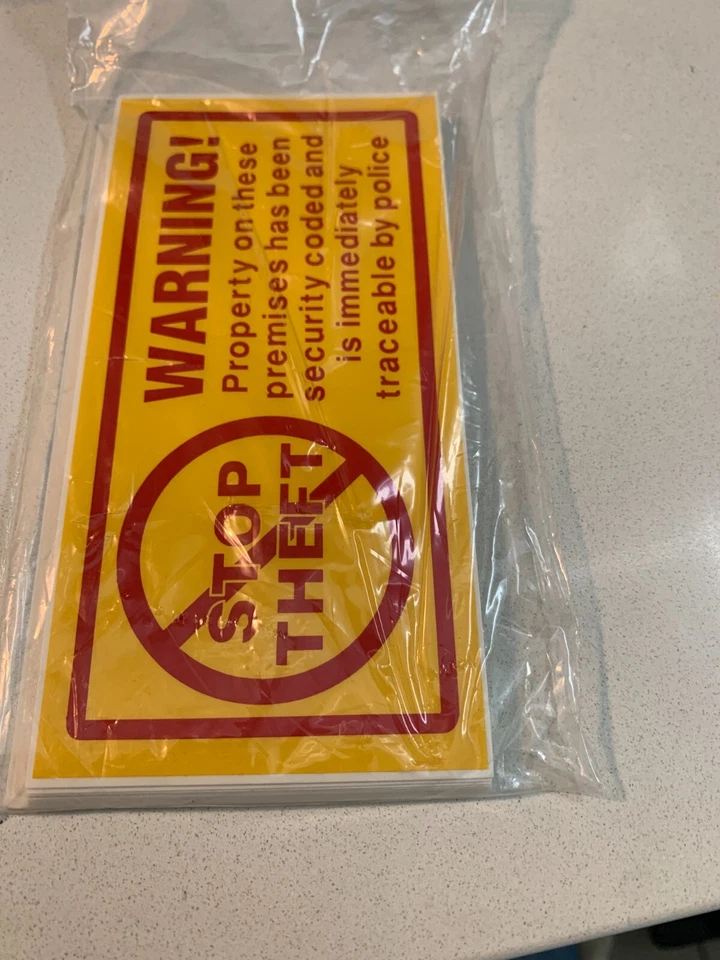 STOP
THEFT
WARNING!
Property on these
premises has been
security coded and
is immediately
traceable by police